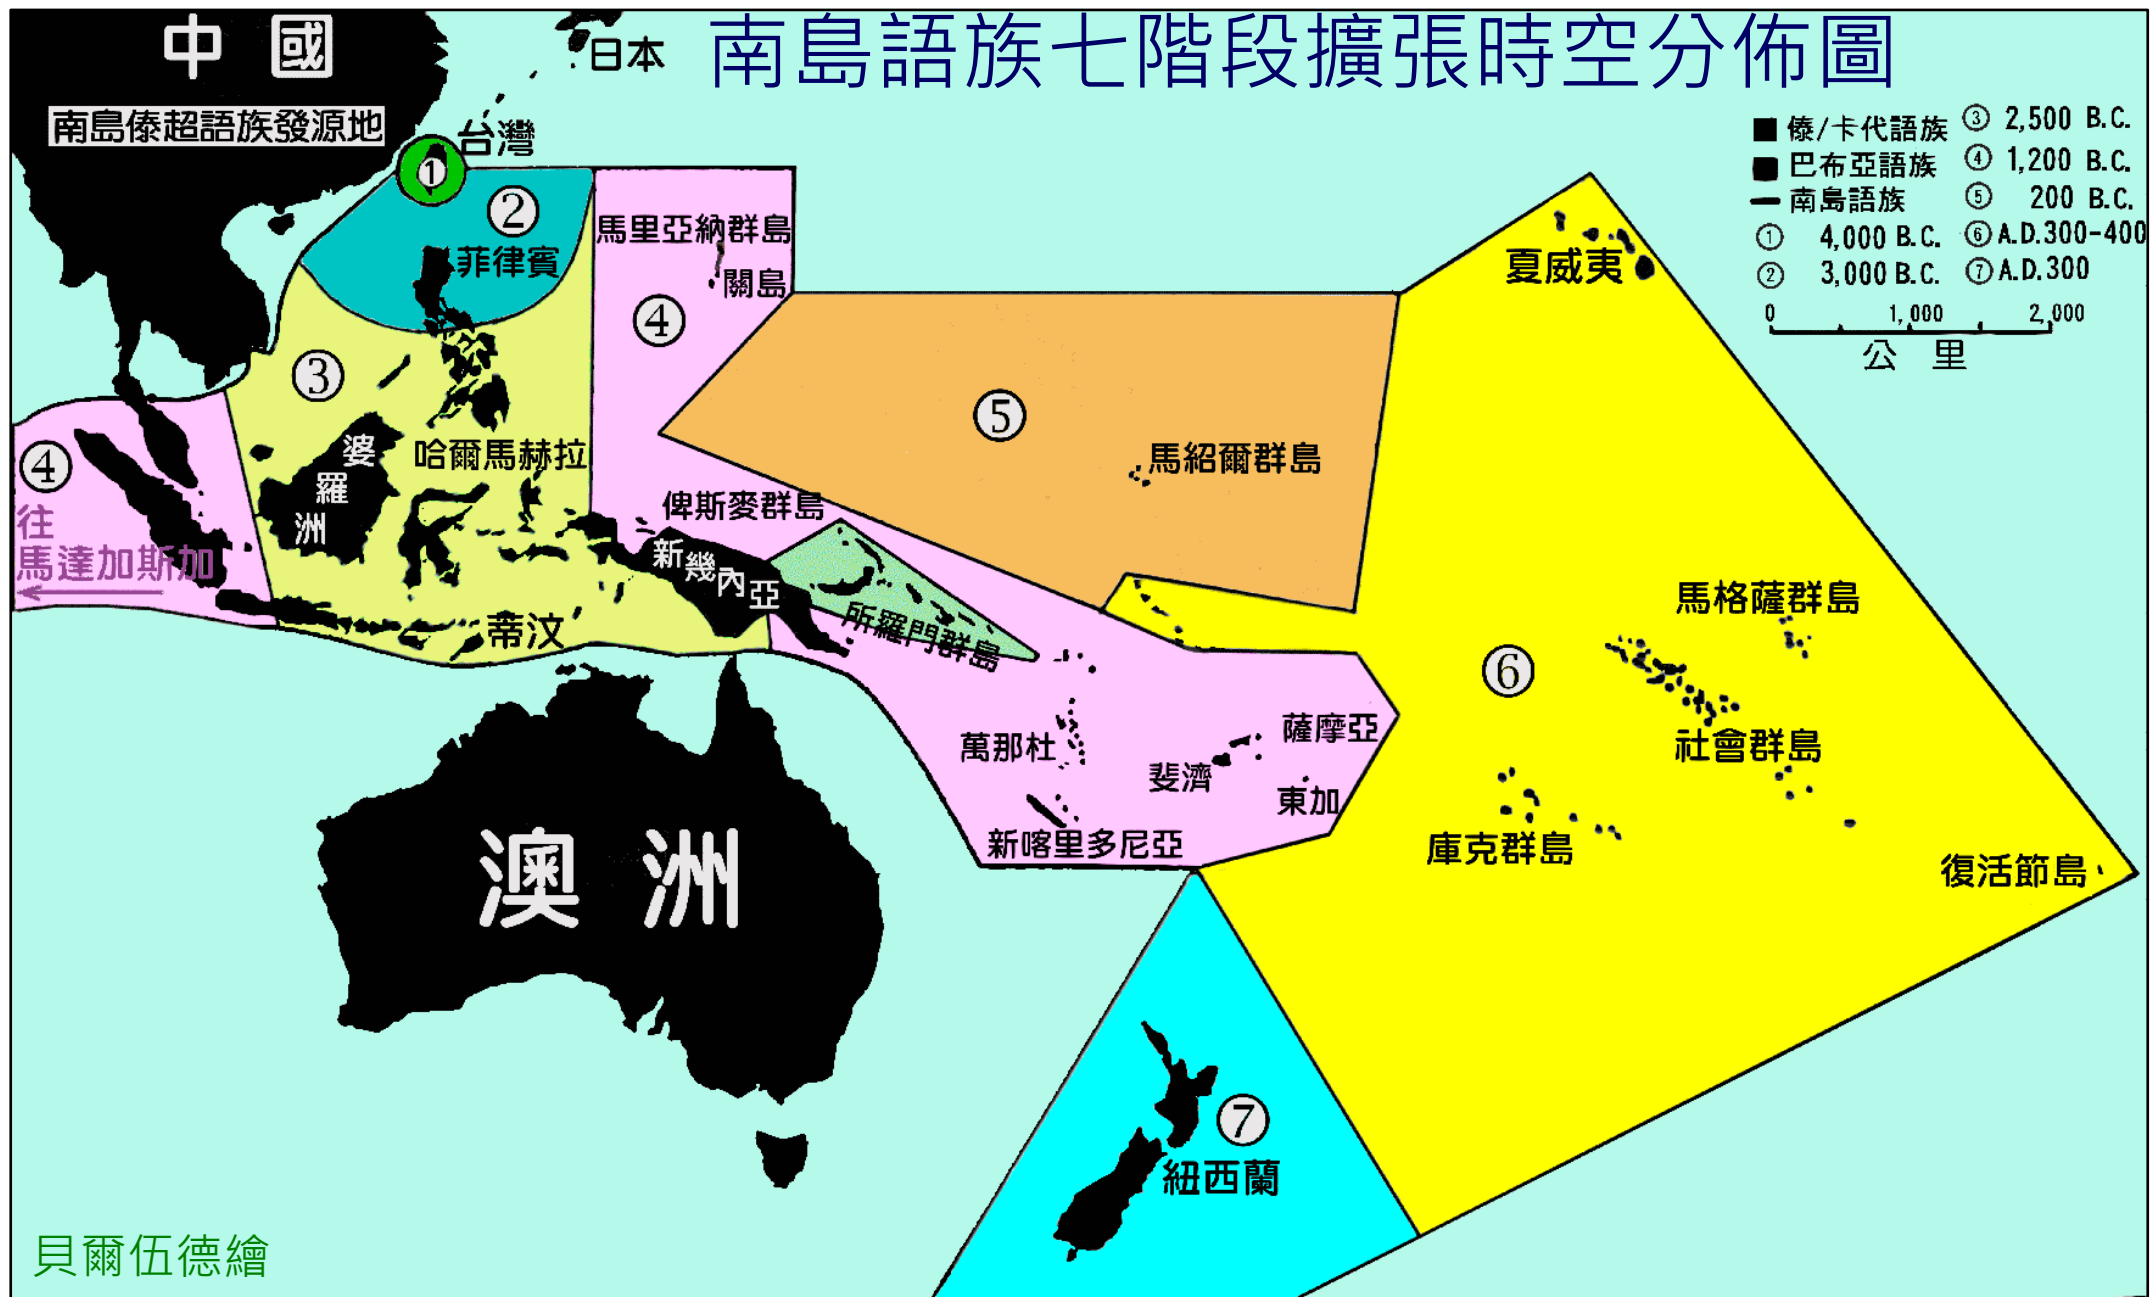 南島語族七階段擴張時空分佈圖
中國
日本
南島傣超語族發源地
台灣
傣/卡代語族
巴布亞語族
南島語族
① 4,000 B.C.
② 3,000 B.C.
③ 2,500 B.C.
④ 1,200 B.C.
⑤ 200 B.C.
⑥ A.D.300-400
⑦ A.D.300
0 1,000 2,000
公里
①
②
菲律賓
馬里亞納群島
關島
④
夏威夷
③
⑤
婆羅洲
哈爾馬赫拉
馬紹爾群島
④
往
馬達加斯加
俾斯麥群島
新幾內亞
所羅門群島
蒂汶
馬格薩群島
⑥
社會群島
萬那杜
斐濟
薩摩亞
東加
新喀里多尼亞
庫克群島
復活節島
澳洲
⑦
紐西蘭
貝爾伍德繪